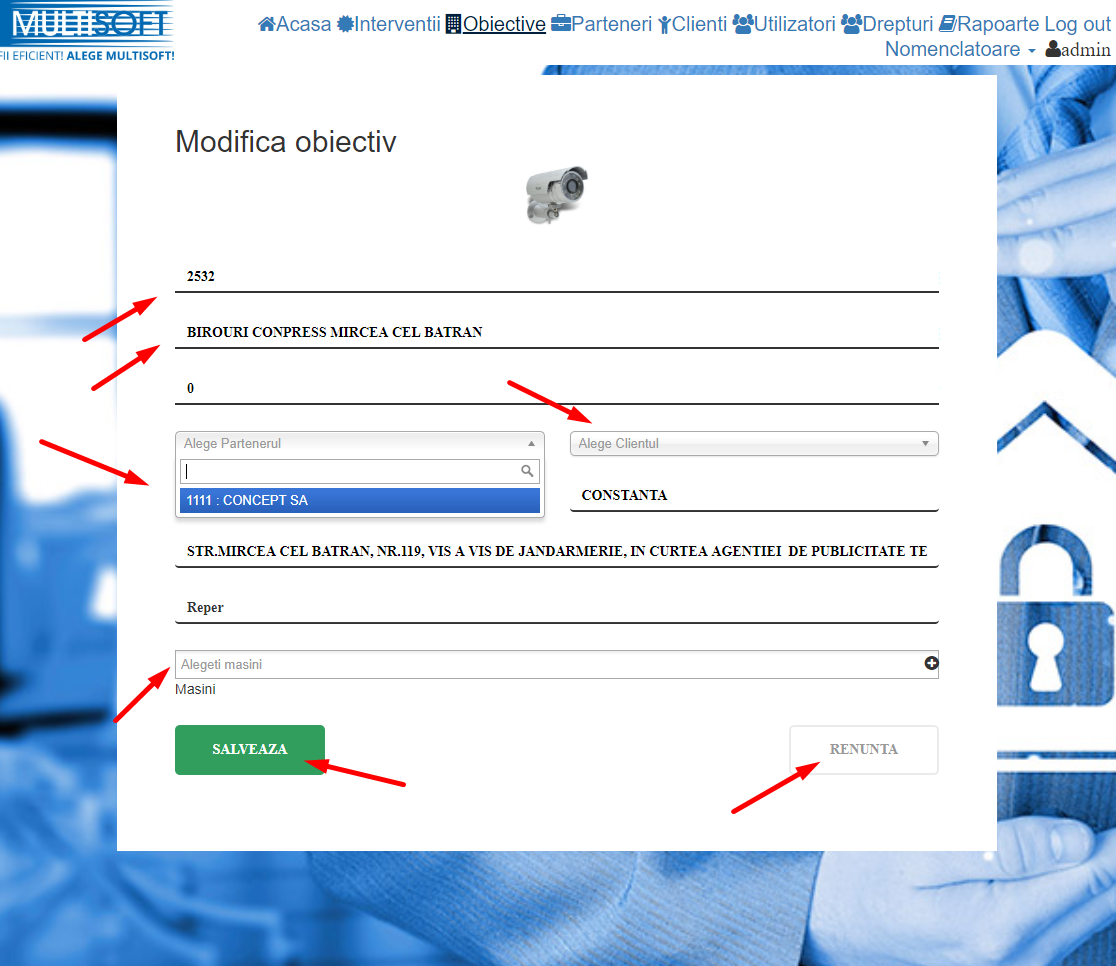 MULTISOFT
FII EFICIENT! ALEGE MULTISOFT!
Acasa Interventii Obiective Parteneri Clienti Utilizatori Drepturi Rapoarte Log out
Nomenclatoare admin
Modifica obiectiv
2532
BIROURI CONPRESS MIRCEA CEL BATRAN
0
Alege Partenerul Alege Clientul
1111 : CONCEPT SA
CONSTANTA
STR.MIRCEA CEL BATRAN, NR.119, VIS A VIS DE JANDARMERIE, IN CURTEA AGENTIEI DE PUBLICITATE TE
Reper
Alegeti masini
Masini
SALVEAZA RENUNTA